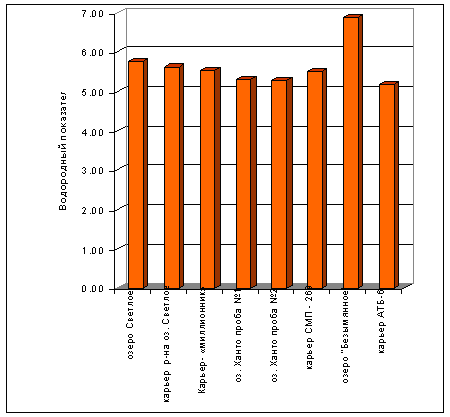 7.00
6.00
5.00
4.00
3.00
2.00
1.00
0.00
Водородный показател
озеро Светлое
карьер р-на оз. Светлое
Карьер- «миллионник
оз. Ханто проба №1
оз. Ханто проба №2
карьер СМП - 269
озеро "Безымянное
карьер АТБ-6